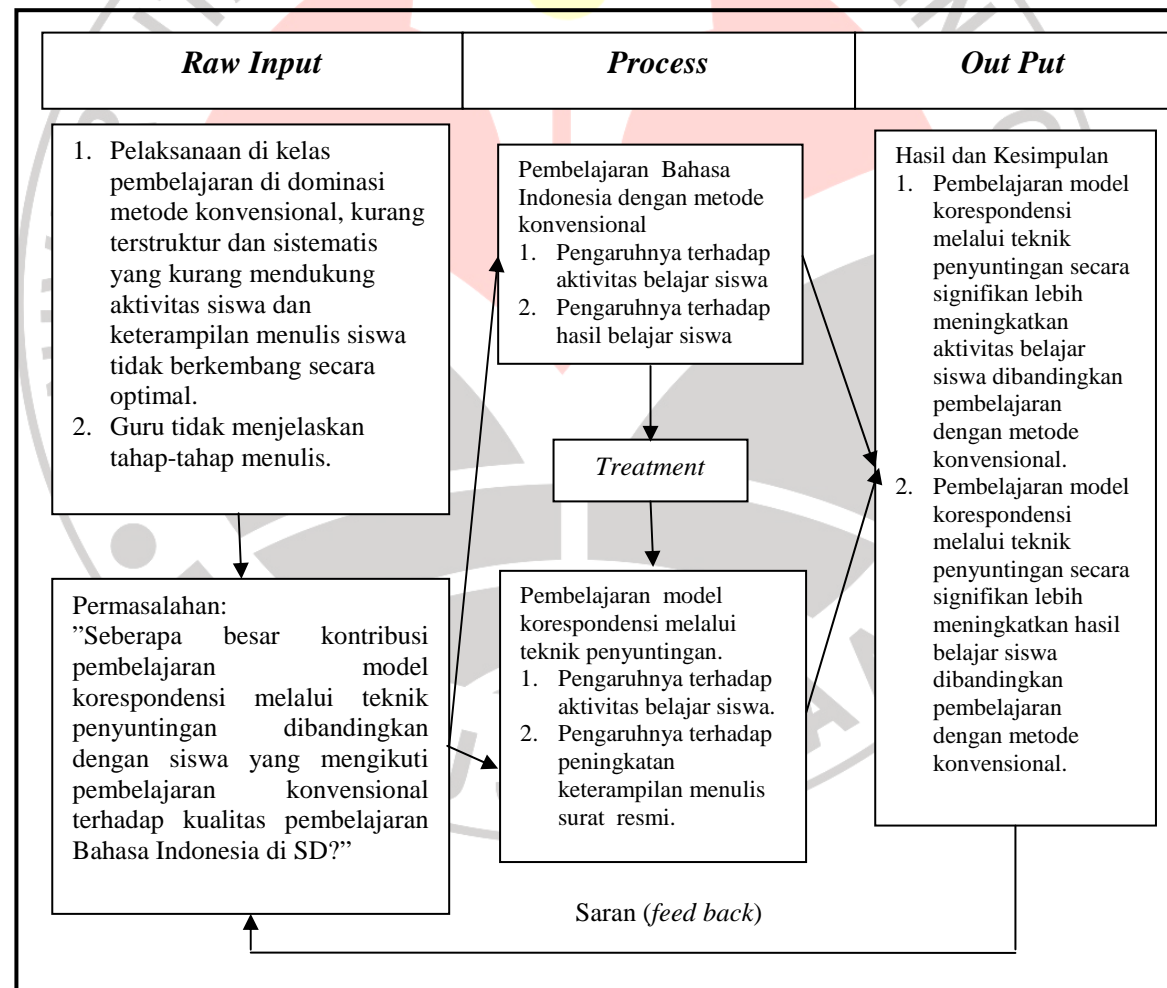 Raw Input
Process
Out Put
1. Pelaksanaan di kelas
pembelajaran di dominasi
metode konvensional, kurang
terstruktur dan sistematis
yang kurang mendukung
aktivitas siswa dan
keterampilan menulis siswa
tidak berkembang secara
optimal.
2. Guru tidak menjelaskan
tahap-tahap menulis.
Permasalahan:
”Seberapa besar kontribusi
pembelajaran model
korespondensi melalui teknik
penyuntingan dibandingkan
dengan siswa yang mengikuti
pembelajaran konvensional
terhadap kualitas pembelajaran
Bahasa Indonesia di SD?”
Pembelajaran Bahasa
Indonesia dengan metode
konvensional
1. Pengaruhnya terhadap
aktivitas belajar siswa
2. Pengaruhnya terhadap
hasil belajar siswa
Treatment
Pembelajaran model
korespondensi melalui
teknik penyuntingan.
1. Pengaruhnya terhadap
aktivitas belajar siswa.
2. Pengaruhnya terhadap
peningkatan
keterampilan menulis
surat resmi.
Hasil dan Kesimpulan
1. Pembelajaran model
korespondensi
melalui teknik
penyuntingan secara
signifikan lebih
meningkatkan
aktivitas belajar
siswa dibandingkan
pembelajaran
dengan metode
konvensional.
2. Pembelajaran model
korespondensi
melalui teknik
penyuntingan secara
signifikan lebih
meningkatkan hasil
belajar siswa
dibandingkan
pembelajaran
dengan metode
konvensional.
Saran (feed back)